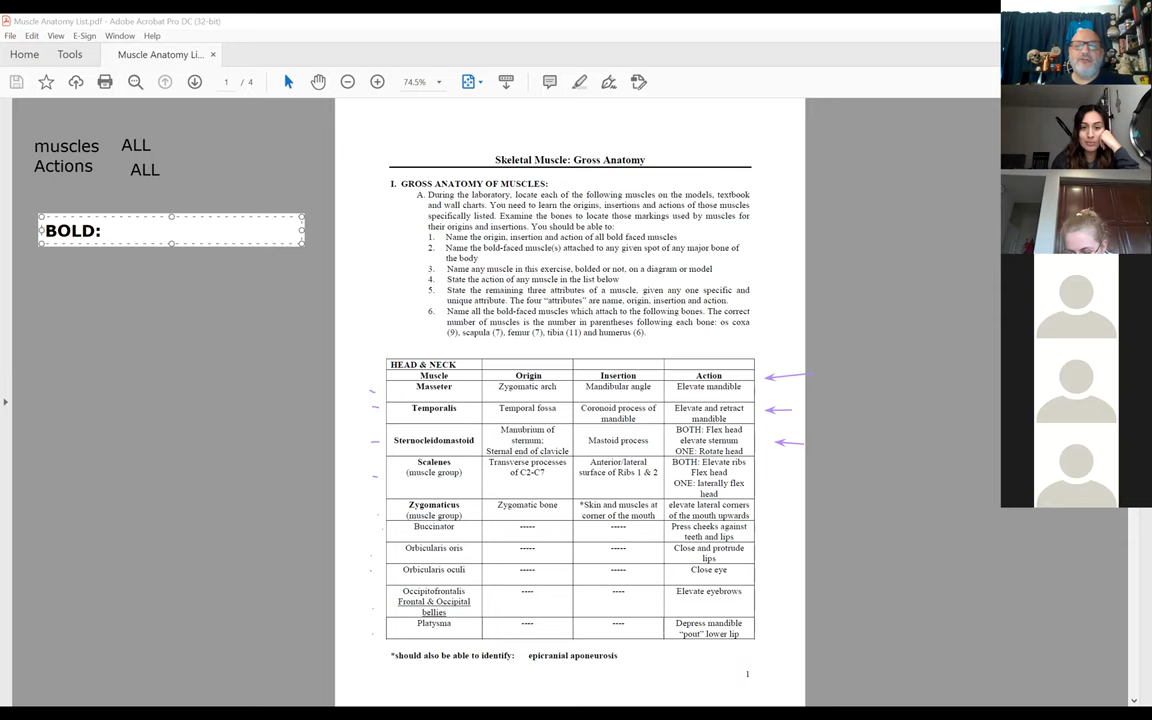 Muscle Anatomy List.pdf - Adobe Acrobat Pro DC (32-bit)
File Edit View E-Sign Window Help
Home Tools Muscle Anatomy Li... ×
1 / 4 74.5%
muscles ALL
Actions ALL
BOLD:
Skeletal Muscle: Gross Anatomy
I. GROSS ANATOMY OF MUSCLES:
A. During the laboratory, locate each of the following muscles on the models, textbook
and wall charts. You need to learn the origins, insertions and actions of those muscles
specifically listed. Examine the bones to locate those markings used by muscles for
their origins and insertions. You should be able to:
1. Name the origin, insertion and action of all bold faced muscles
2. Name the bold-faced muscle(s) attached to any given spot of any major bone of
the body
3. Name any muscle in this exercise, bolded or not, on a diagram or model
4. State the action of any muscle in the list below
5. State the remaining three attributes of a muscle, given any one specific and
unique attribute. The four “attributes” are name, origin, insertion and action.
6. Name all the bold-faced muscles which attach to the following bones. The correct
number of muscles is the number in parentheses following each bone: os coxa
(9), scapula (7), femur (7), tibia (11) and humerus (6).
HEAD & NECK
Muscle Origin Insertion Action
Masseter Zygomatic arch Mandibular angle Elevate mandible
Temporalis Temporal fossa Coronoid process of Elevate and retract
mandible mandible
Manubrium of BOTH: Flex head
sternum; elevate sternum
Sternocleidomastoid Mastoid process
Sternal end of clavicle ONE: Rotate head
Scalenes Transverse processes Anterior/lateral BOTH: Elevate ribs
(muscle group) of C2-C7 surface of Ribs 1 & 2 Flex head
ONE: laterally flex
head
Zygomaticus Zygomatic bone *Skin and muscles at elevate lateral corners
(muscle group) corner of the mouth of the mouth upwards
Buccinator ----- ----- Press cheeks against
teeth and lips
Orbicularis oris ----- ----- Close and protrude
lips
Orbicularis oculi ----- ----- Close eye
Occipitofrontalis ---- ---- Elevate eyebrows
Frontal & Occipital
bellies
Platysma ---- ---- Depress mandible
“pout” lower lip
*should also be able to identify: epicranial aponeurosis
1